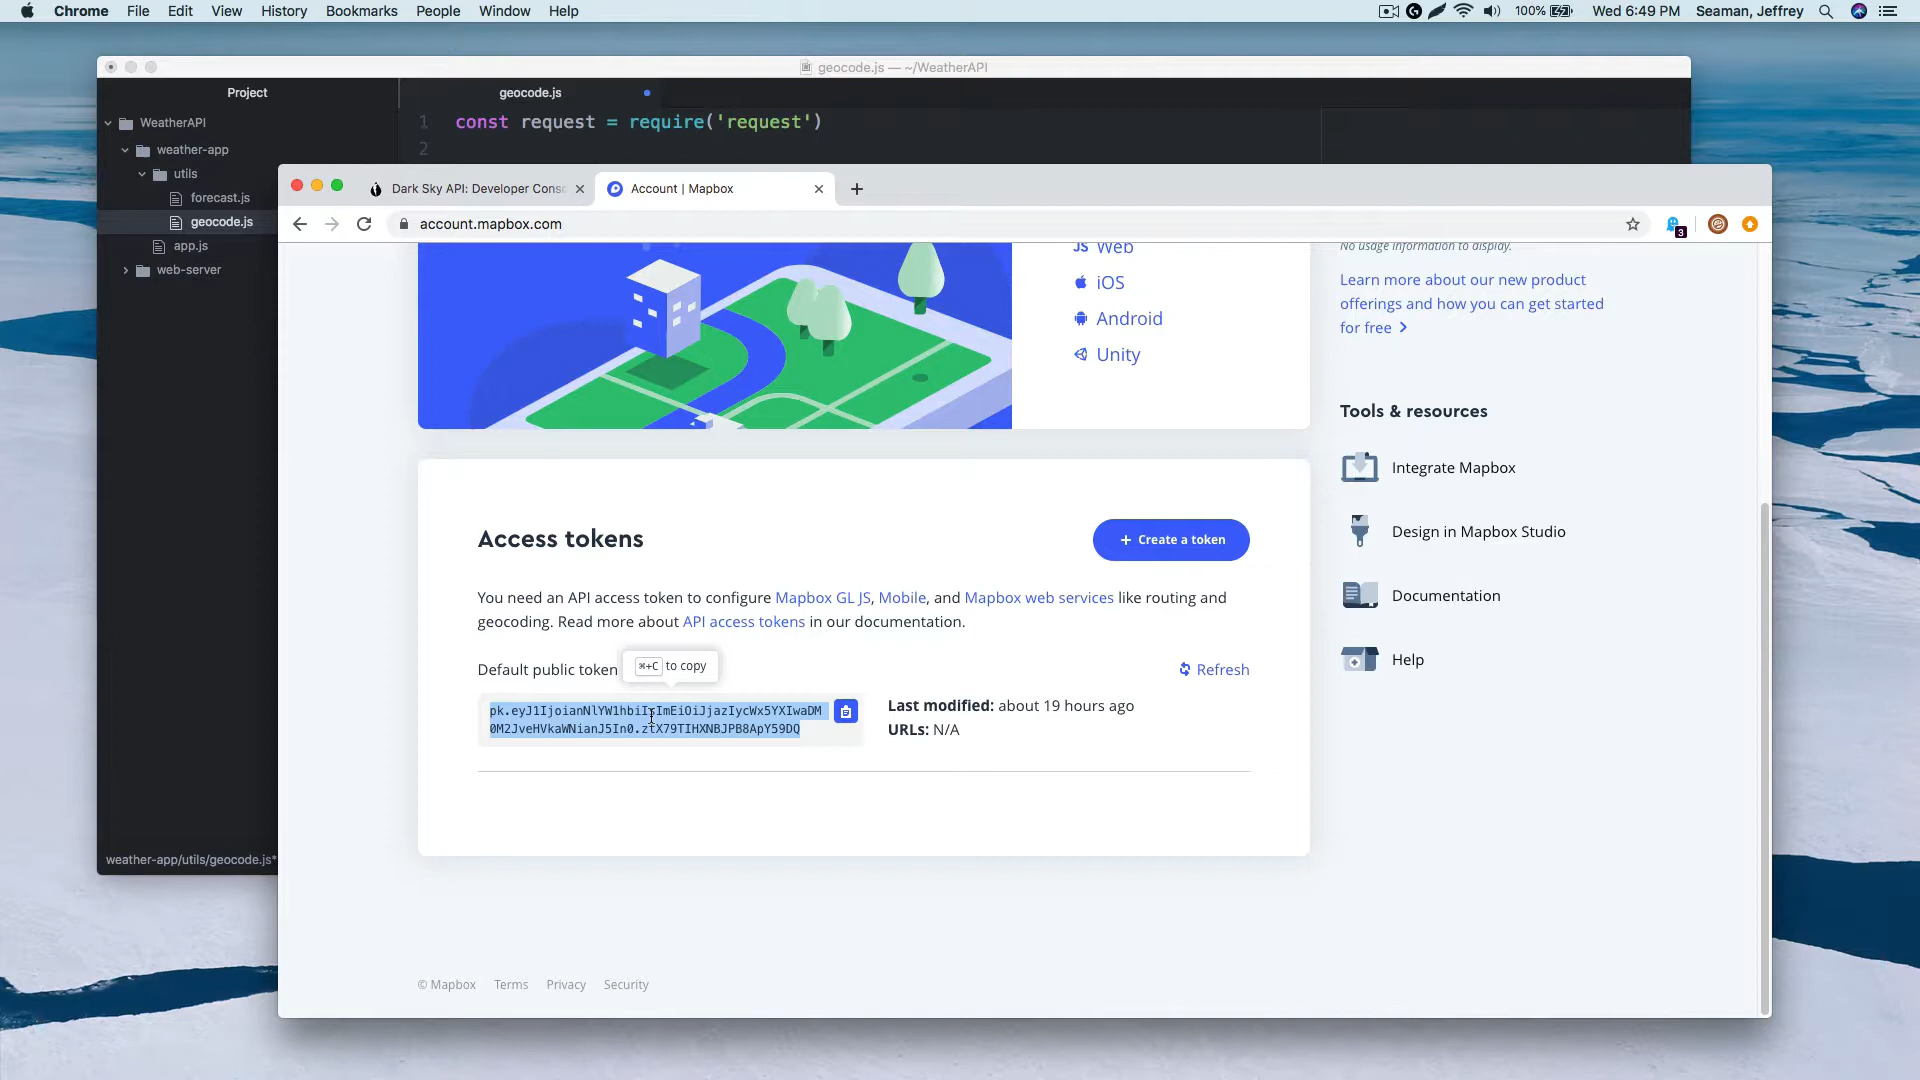 Chrome File Edit View History Bookmarks People Window Help
100% Wed 6:49 PM Seaman, Jeffrey
geocode.js — ~/WeatherAPI
Project
geocode.js
WeatherAPI
weather-app
utils
forecast.js
geocode.js
app.js
web-server
weather-app/utils/geocode.js*
1 const request = require('request')
2
Dark Sky API: Developer Conso
Account | Mapbox
account.mapbox.com
3
JS Web
iOS
Android
Unity
No usage information to display.
Learn more about our new product
offerings and how you can get started
for free
Tools & resources
Integrate Mapbox
Design in Mapbox Studio
Documentation
Help
Access tokens
+ Create a token
You need an API access token to configure Mapbox GL JS, Mobile, and Mapbox web services like routing and
geocoding. Read more about API access tokens in our documentation.
Default public token
⌘+C to copy
Refresh
Last modified: about 19 hours ago
URLs: N/A
© Mapbox Terms Privacy Security